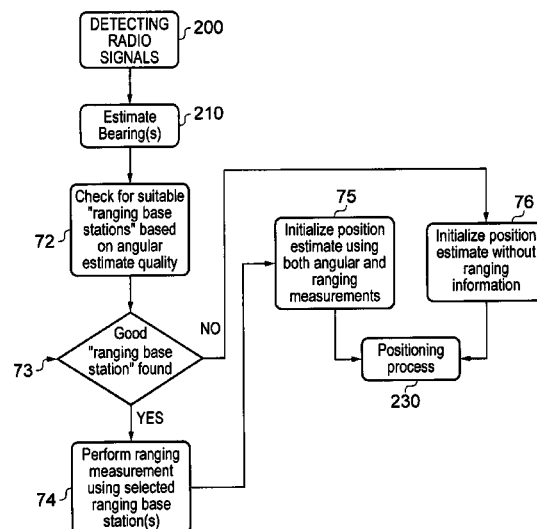 DETECTING
RADIO
SIGNALS
200
Estimate
Bearing(s)
210
Check for suitable
"ranging base
stations" based
on angular
estimate quality
72
Good
"ranging base
station" found
73
NO
YES
Perform ranging
measurement
using selected
ranging base
station(s)
74
75
Initialize position
estimate using
both angular and
ranging
measurements
76
Initialize position
estimate without
ranging
information
Positioning
process
230